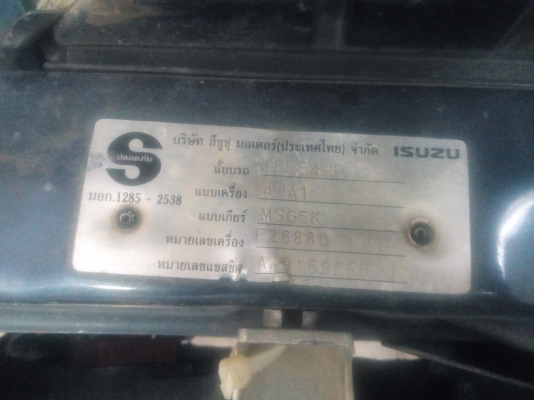 บริษัท อีซูซุ มอเตอร์(ประเทศไทย) จำกัด ISUZU
S
ปลอดภัย
มอก.1285 - 2538
แบบรถ
แบบเครื่อง 4JA1
แบบเกียร์ MSG5K
หมายเลขเครื่อง
หมายเลขแชสซิส